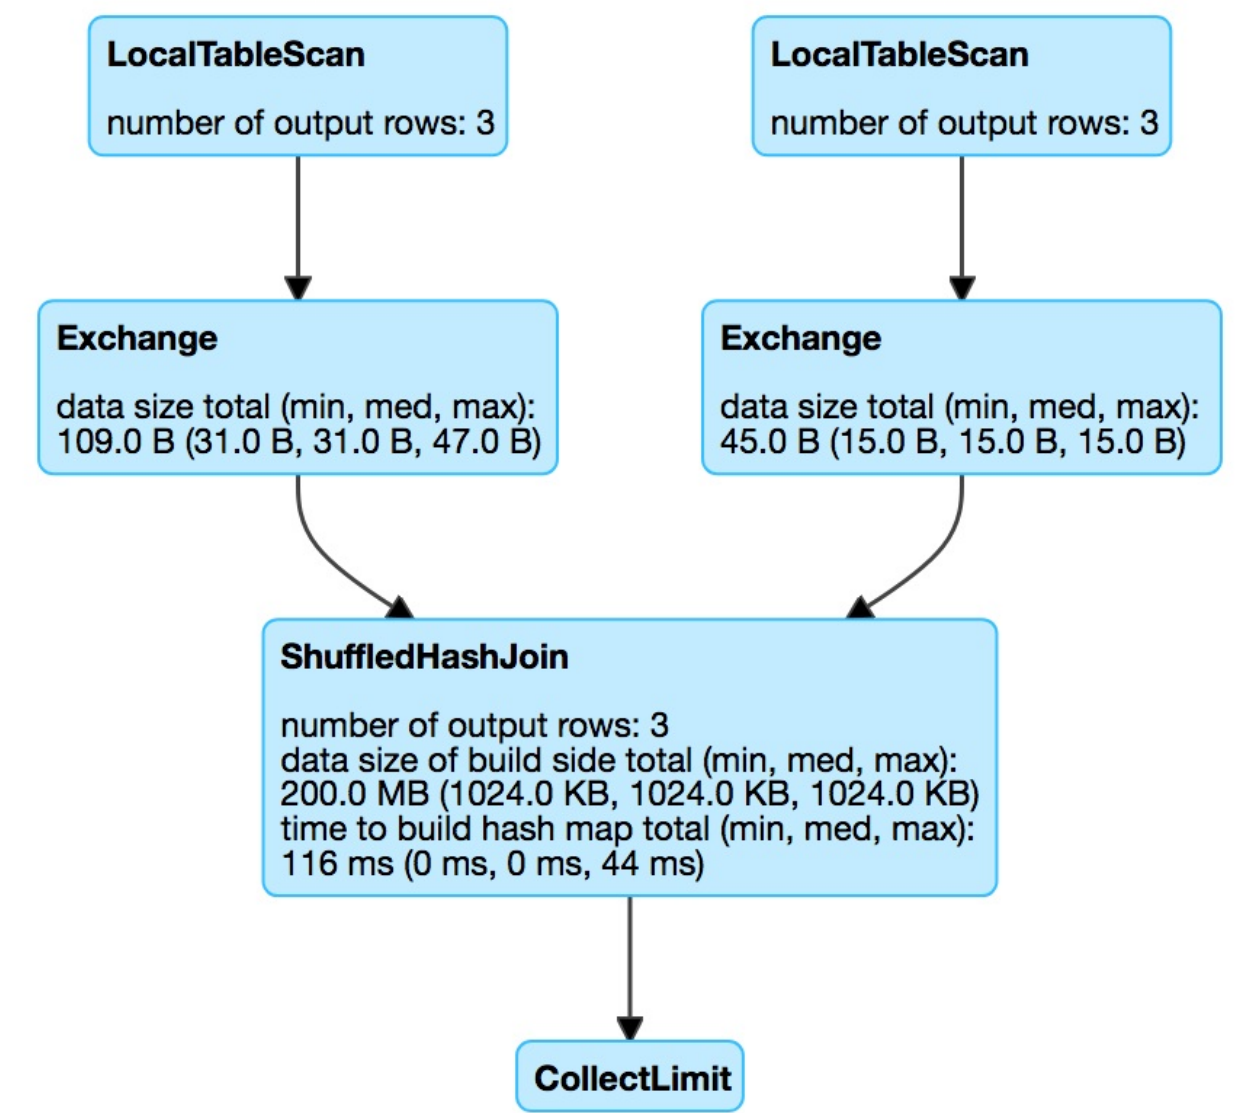 LocalTableScan
number of output rows: 3
LocalTableScan
number of output rows: 3
Exchange
data size total (min, med, max):
109.0 B (31.0 B, 31.0 B, 47.0 B)
Exchange
data size total (min, med, max):
45.0 B (15.0 B, 15.0 B, 15.0 B)
ShuffledHashJoin
number of output rows: 3
data size of build side total (min, med, max):
200.0 MB (1024.0 KB, 1024.0 KB, 1024.0 KB)
time to build hash map total (min, med, max):
116 ms (0 ms, 0 ms, 44 ms)
CollectLimit